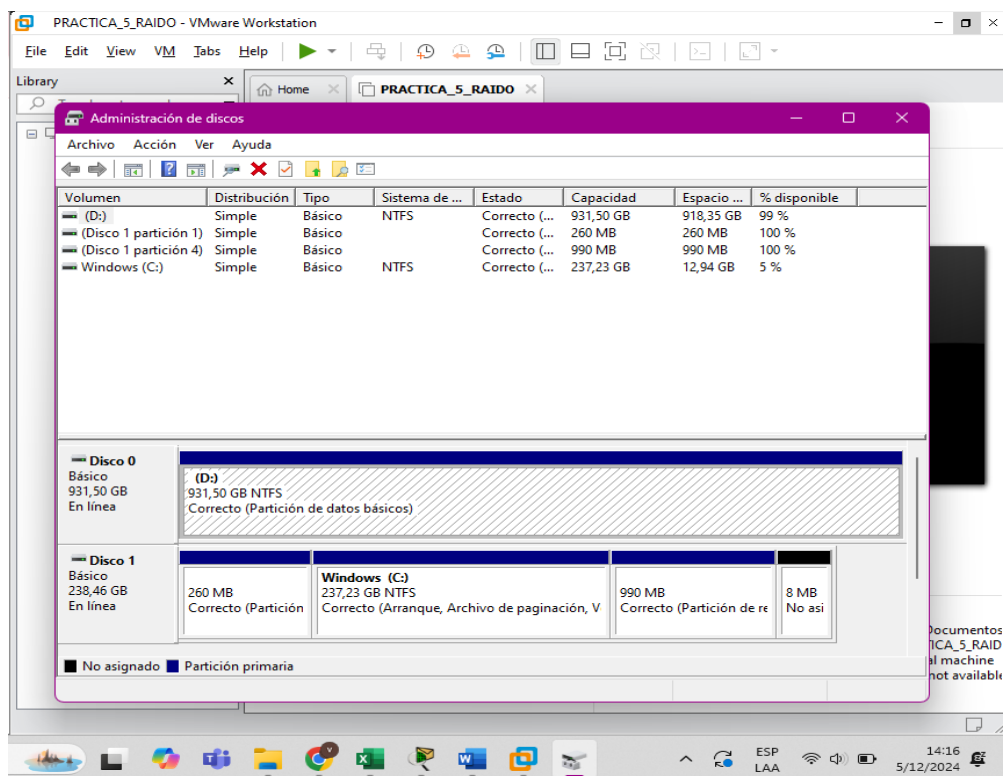 PRACTICA_5_RAIDO - VMware Workstation
File Edit View VM Tabs Help
Library
Home PRACTICA_5_RAIDO
Administración de discos
Archivo Acción Ver Ayuda
Volumen Distribución Tipo Sistema de ... Estado Capacidad Espacio ... % disponible
(D:) Simple Básico NTFS Correcto (... 931,50 GB 918,35 GB 99 %
(Disco 1 partición 1) Simple Básico Correcto (... 260 MB 260 MB 100 %
(Disco 1 partición 4) Simple Básico Correcto (... 990 MB 990 MB 100 %
Windows (C:) Simple Básico NTFS Correcto (... 237,23 GB 12,94 GB 5 %
Disco 0
Básico
931,50 GB
En línea
(D:)
931,50 GB NTFS
Correcto (Partición de datos básicos)
Disco 1
Básico
238,46 GB
En línea
260 MB
Correcto (Partición
Windows (C:)
237,23 GB NTFS
Correcto (Arranque, Archivo de paginación, V
990 MB
Correcto (Partición de re
8 MB
No asi
No asignado Partición primaria
Documentos
ICA_5_RAID
al machine
not available
ESP
LAA
14:16
5/12/2024